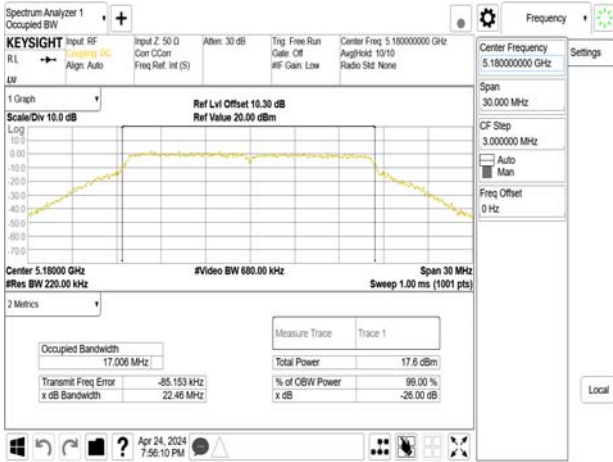 Spectrum Analyzer 1
Occupied BW
+
Frequency
KEYSIGHT
Input: RF
Coupling: DC
Align: Auto
Input Z: 50 Ω
Corr CCorr
Freq Ref: Int (S)
Atten: 30 dB
Trig: Free Run
Gate: Off
#IF Gain: Low
Center Freq: 5.180000000 GHz
Avg|Hold: 10/10
Radio Std: None
RL
Center Frequency
5.180000000 GHz
Settings
Span
30.000 MHz
CF Step
3.000000 MHz
Auto
Man
Freq Offset
0 Hz
Local
1 Graph
Scale/Div 10.0 dB
Ref Lvl Offset 10.30 dB
Ref Value 20.00 dBm
Log
10.0
0.00
-10.0
-20.0
-30.0
-40.0
-50.0
-60.0
-70.0
Center 5.18000 GHz
#Video BW 680.00 kHz
Span 30 MHz
#Res BW 220.00 kHz
Sweep 1.00 ms (1001 pts)
2 Metrics
Measure Trace
Trace 1
Occupied Bandwidth
17.006 MHz
Total Power
17.6 dBm
Transmit Freq Error
-85.153 kHz
% of OBW Power
99.00 %
x dB Bandwidth
22.46 MHz
x dB
-26.00 dB
?
Apr 24, 2024
7:56:10 PM